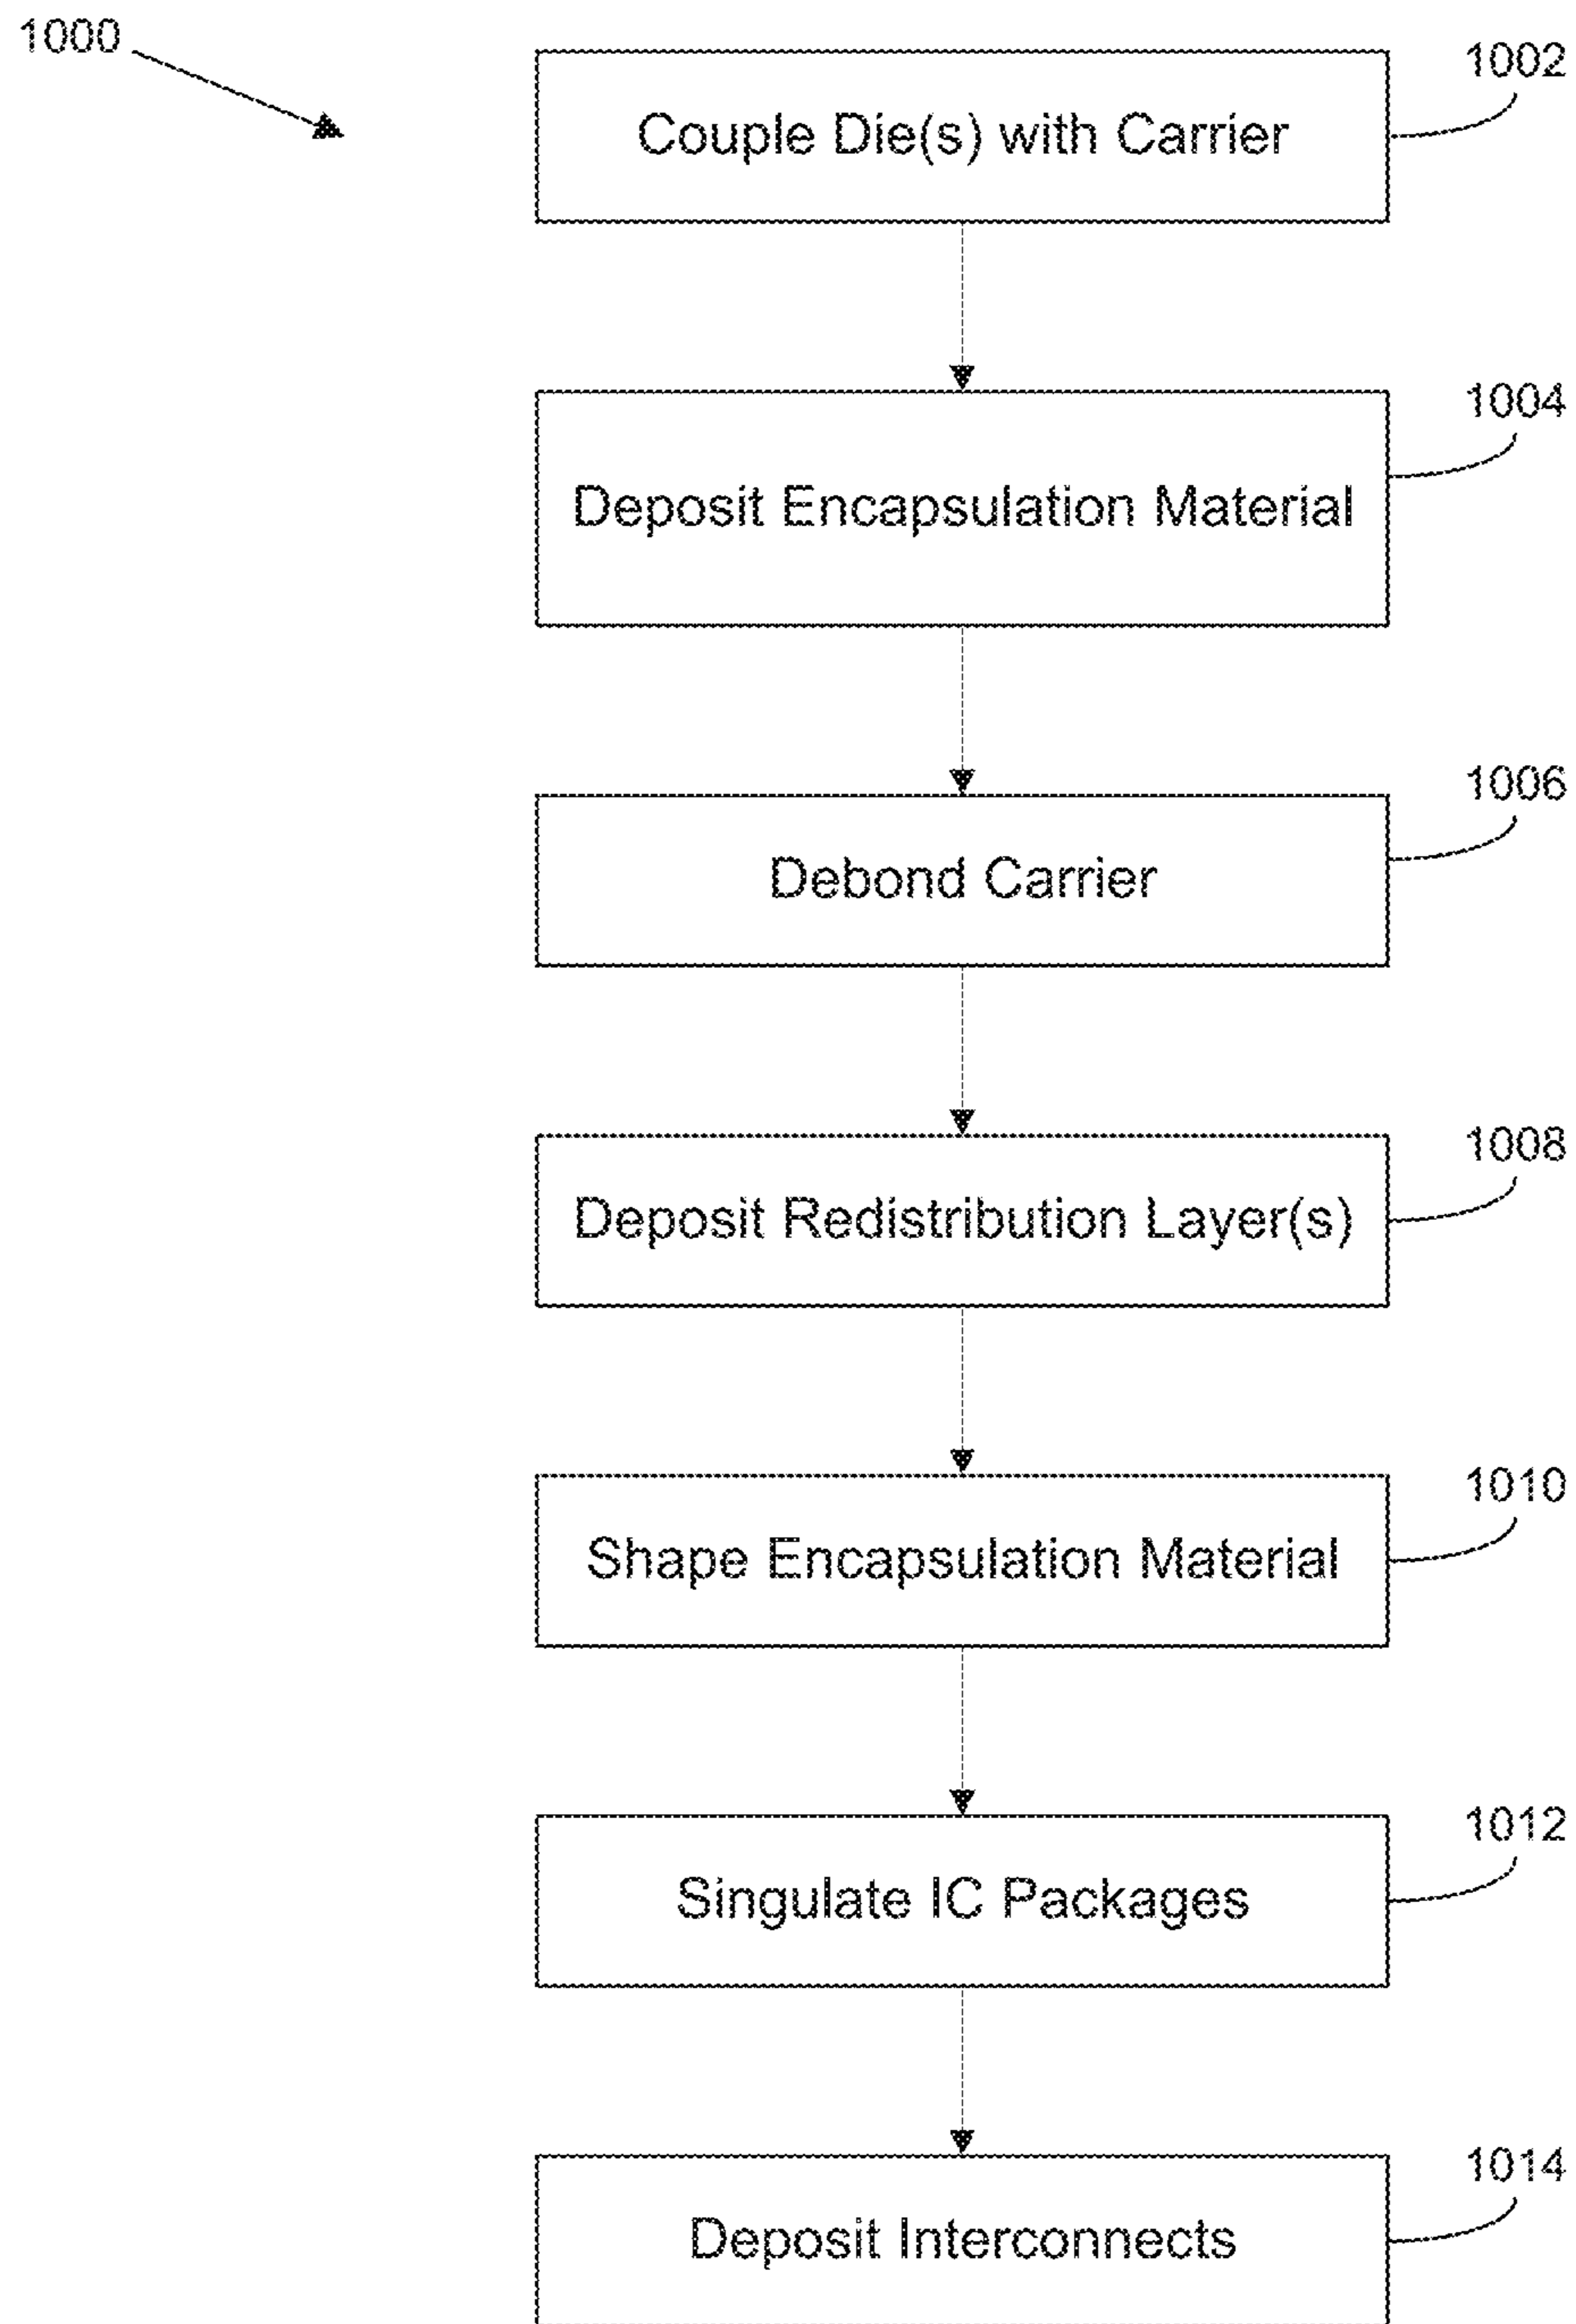 1000
1002
Couple Die(s) with Carrier
1004
Deposit Encapsulation Material
1006
Debond Carrier
1008
Deposit Redistribution Layer(s)
1010
Shape Encapsulation Material
1012
Singulate IC Packages
1014
Deposit Interconnects